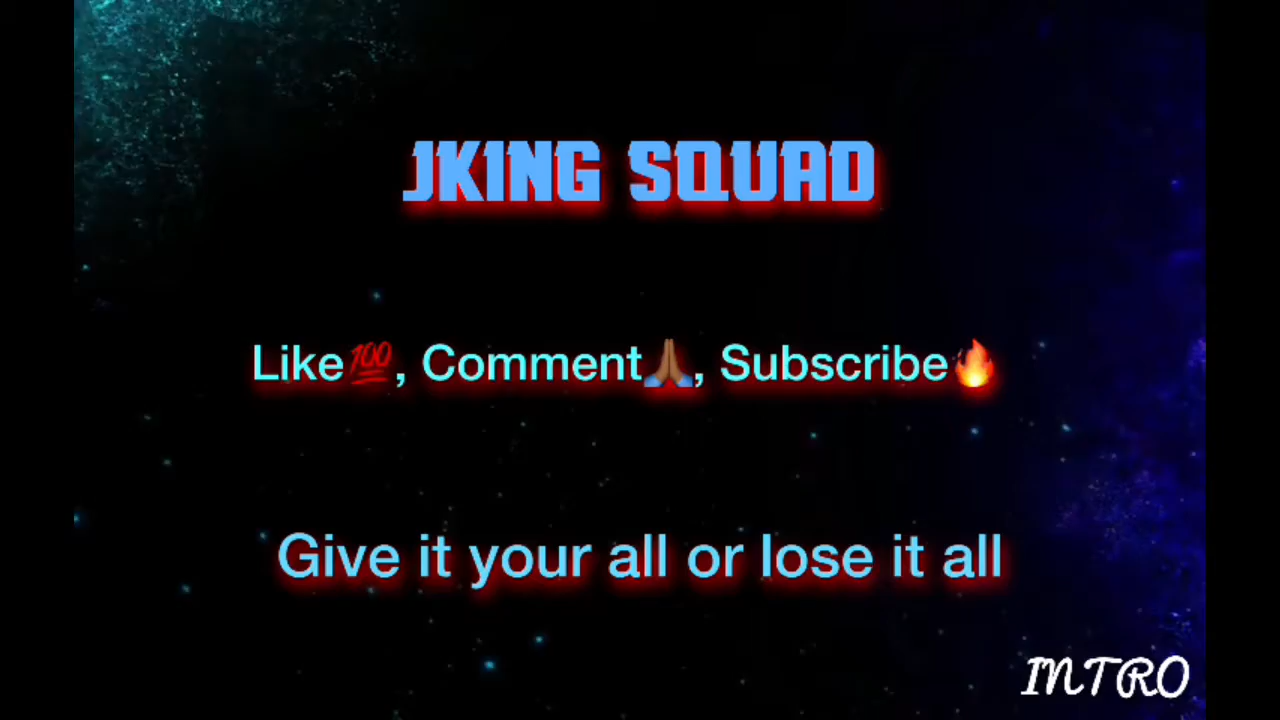 JKING SQUAD
Like💯, Comment🙏🏾, Subscribe🔥
Give it your all or lose it all
INTRO